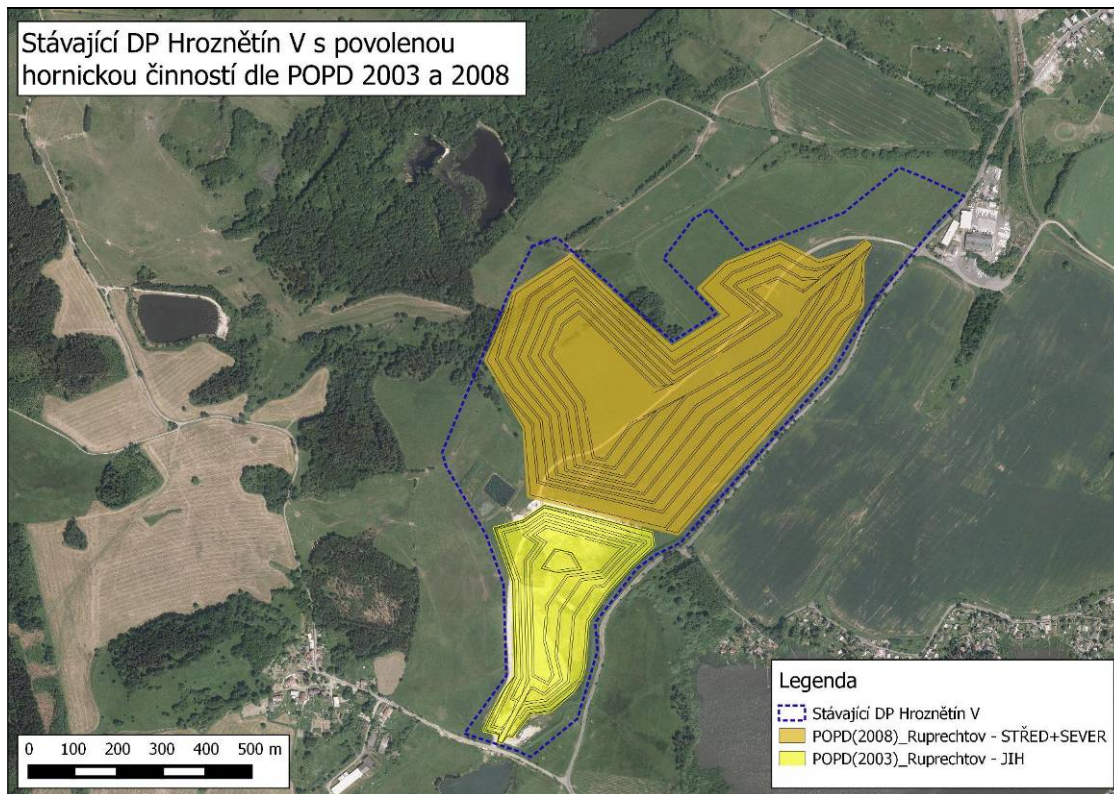 Stávající DP Hroznětín V s povolenou
hornickou činností dle POPD 2003 a 2008
Legenda
Stávající DP Hroznětín V
POPD(2008)_Ruprechtov - STŘED+SEVER
POPD(2003)_Ruprechtov - JIH
0 100 200 300 400 500 m